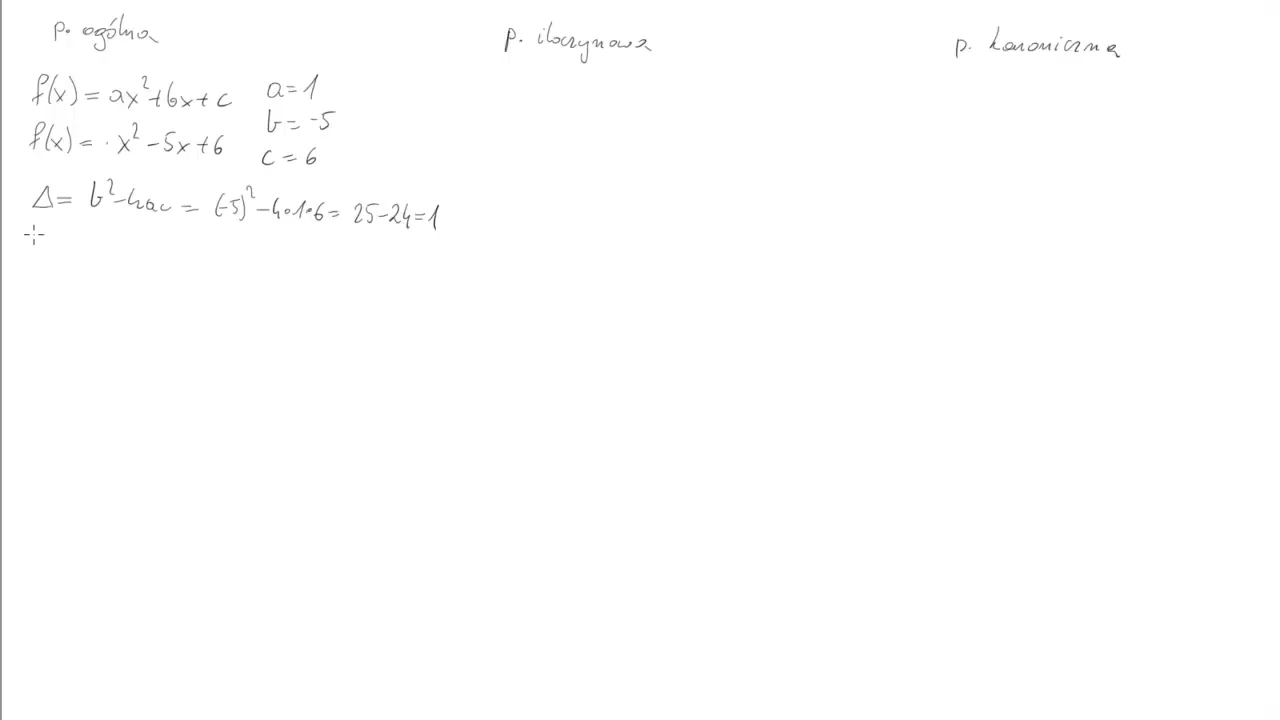 p. ogólna
p. iloczynowa
p. kanoniczna
f(x) = ax²+bx+c
a=1
b=-5
f(x) = x²-5x+6
c=6
Δ= b²-4ac = (-5)²-4·1·6= 25-24=1